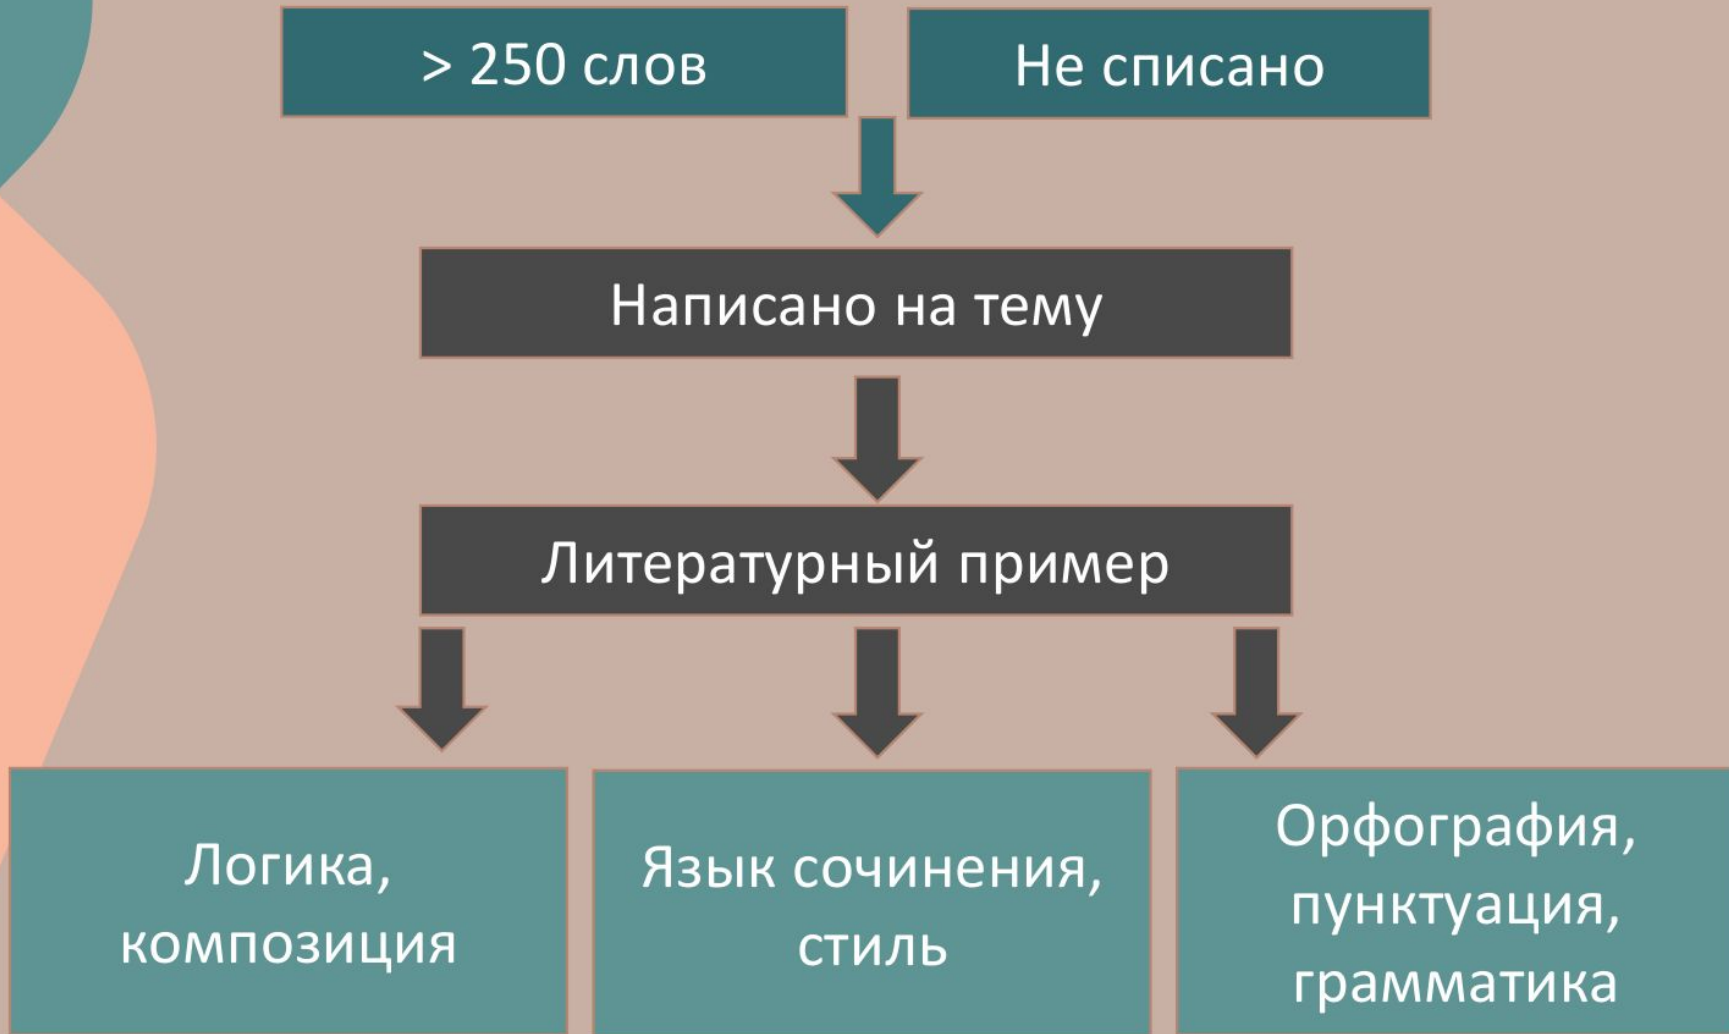 > 250 слов
Не списано
Написано на тему
Литературный пример
Логика,
композиция
Язык сочинения,
стиль
Орфография,
пунктуация,
грамматика